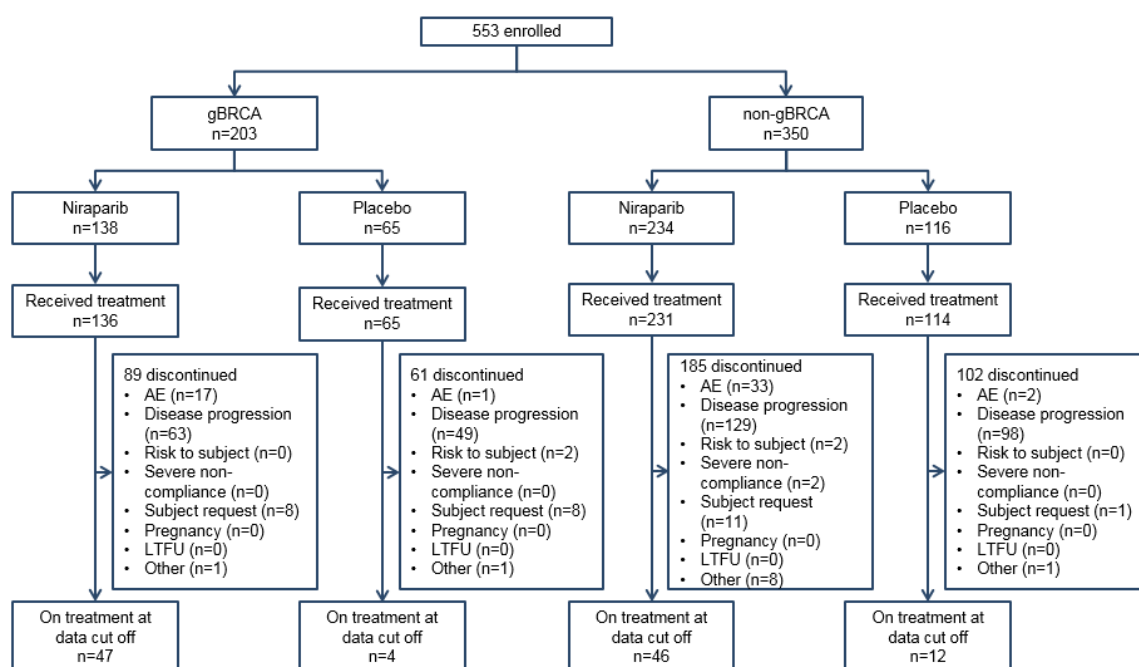 553 enrolled
gBRCA
n=203
non-gBRCA
n=350
Niraparib
n=138
Placebo
n=65
Niraparib
n=234
Placebo
n=116
Received treatment
n=136
Received treatment
n=65
Received treatment
n=231
Received treatment
n=114
89 discontinued
• AE (n=17)
• Disease progression
(n=63)
• Risk to subject (n=0)
• Severe non-
compliance (n=0)
• Subject request (n=8)
• Pregnancy (n=0)
• LTFU (n=0)
• Other (n=1)
61 discontinued
• AE (n=1)
• Disease progression
(n=49)
• Risk to subject (n=2)
• Severe non-
compliance (n=0)
• Subject request (n=8)
• Pregnancy (n=0)
• LTFU (n=0)
• Other (n=1)
185 discontinued
• AE (n=33)
• Disease progression
(n=129)
• Risk to subject (n=2)
• Severe non-
compliance (n=2)
• Subject request
(n=11)
• Pregnancy (n=0)
• LTFU (n=0)
• Other (n=8)
102 discontinued
• AE (n=2)
• Disease progression
(n=98)
• Risk to subject (n=0)
• Severe non-
compliance (n=0)
• Subject request (n=1)
• Pregnancy (n=0)
• LTFU (n=0)
• Other (n=1)
On treatment at
data cut off
n=47
On treatment at
data cut off
n=4
On treatment at
data cut off
n=46
On treatment at
data cut off
n=12